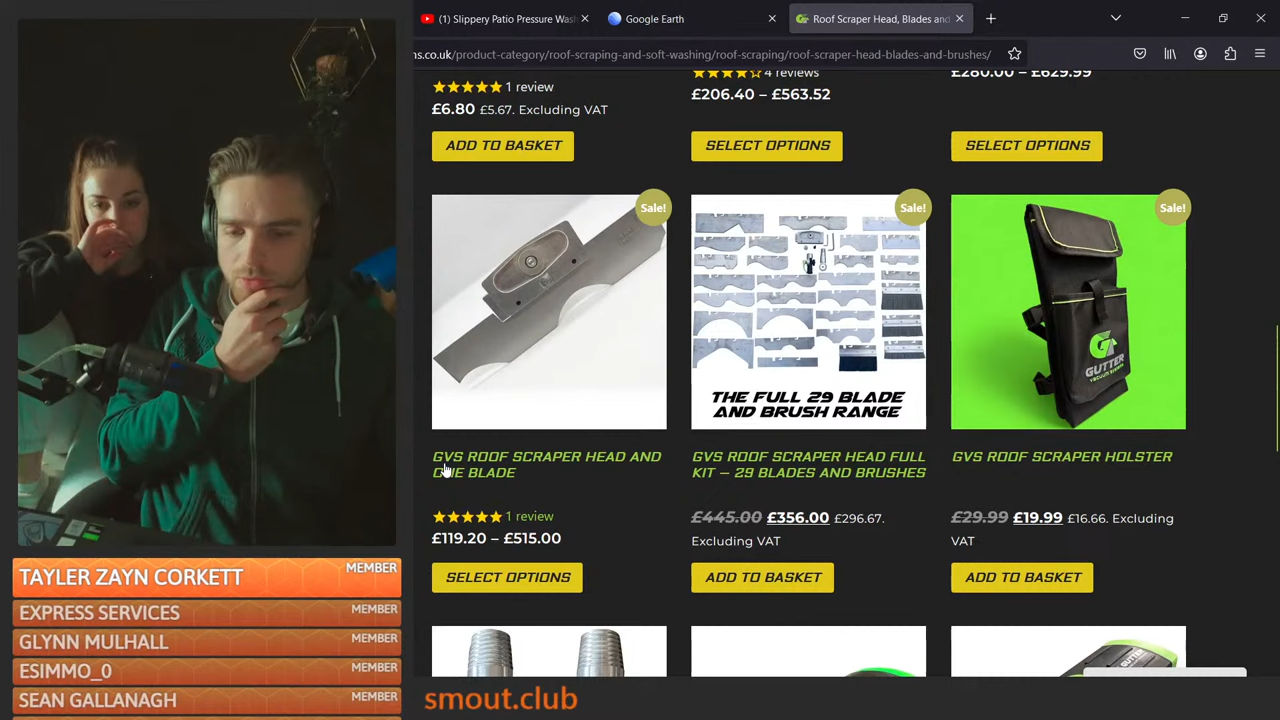 (1) Slippery Patio Pressure Was
Google Earth
Roof Scraper Head, Blades and
ns.co.uk/product-category/roof-scraping-and-soft-washing/roof-scraping/roof-scraper-head-blades-and-brushes/
1 review
£6.80 £5.67. Excluding VAT
ADD TO BASKET
4 reviews
£206.40 – £563.52
SELECT OPTIONS
£280.00 – £629.99
SELECT OPTIONS
Sale!
GVS ROOF SCRAPER HEAD AND
ONE BLADE
1 review
£119.20 – £515.00
SELECT OPTIONS
Sale!
THE FULL 29 BLADE
AND BRUSH RANGE
GVS ROOF SCRAPER HEAD FULL
KIT – 29 BLADES AND BRUSHES
£445.00 £356.00 £296.67.
Excluding VAT
ADD TO BASKET
Sale!
GUTTER
GVS ROOF SCRAPER HOLSTER
£29.99 £19.99 £16.66. Excluding
VAT
ADD TO BASKET
GUTTER
TAYLER ZAYN CORKETT MEMBER
EXPRESS SERVICES MEMBER
GLYNN MULHALL MEMBER
ESIMMO_0 MEMBER
SEAN GALLANAGH MEMBER
smout.club